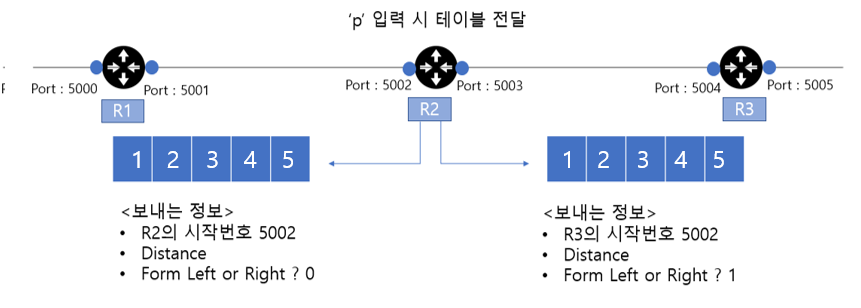 'p' 입력 시 테이블 전달
Port : 5000
Port : 5001
Port : 5002
Port : 5003
Port : 5004
Port : 5005
R1
R2
R3
1 2 3 4 5
1 2 3 4 5
<보내는 정보>
• R2의 시작번호 5002
• Distance
• Form Left or Right ? 0
<보내는 정보>
• R3의 시작번호 5002
• Distance
• Form Left or Right ? 1